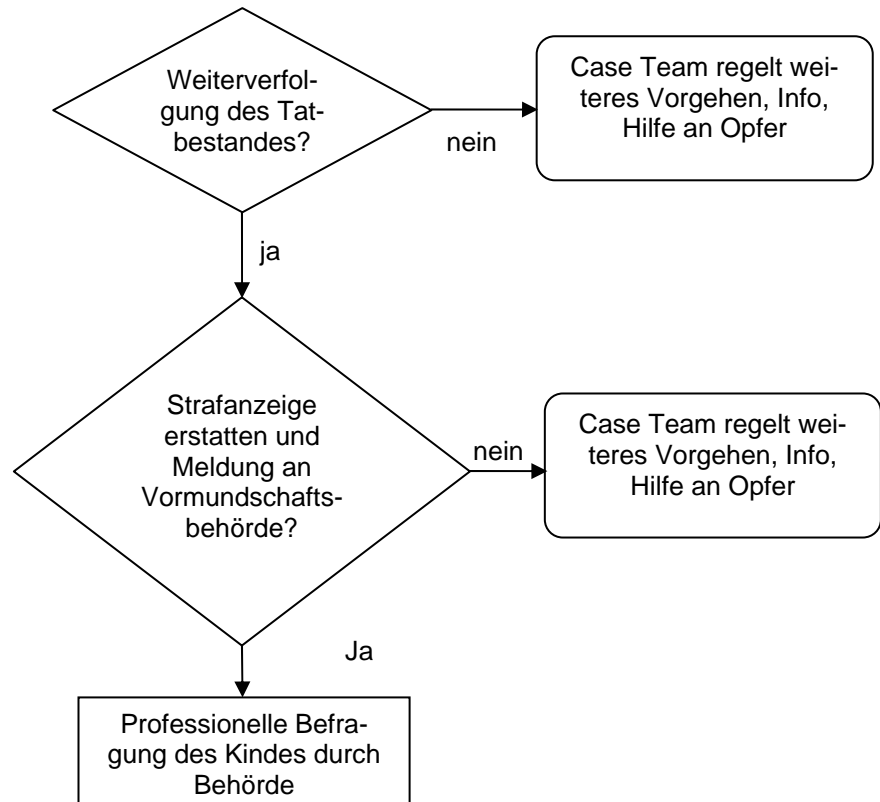 Weiterverfol-
gung des Tat-
bestandes?
nein
Case Team regelt wei-
teres Vorgehen, Info,
Hilfe an Opfer
ja
Strafanzeige
erstatten und
Meldung an
Vormundschafts-
behörde?
nein
Case Team regelt wei-
teres Vorgehen, Info,
Hilfe an Opfer
Ja
Professionelle Befra-
gung des Kindes durch
Behörde